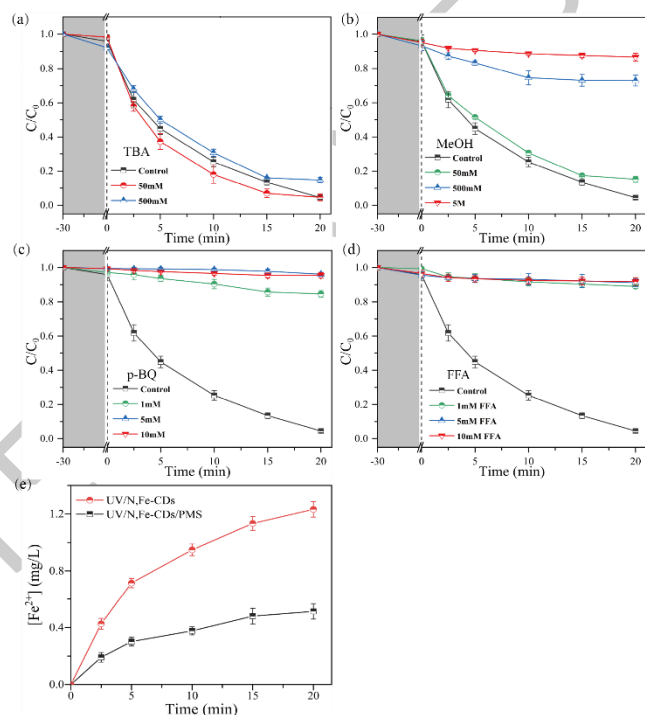 (a)
C/C0
1.0
0.8
0.6
0.4
0.2
0.0
TBA
Control
50mM
500mM
-30 0 5 10 15 20
Time (min)
(b)
C/C0
1.0
0.8
0.6
0.4
0.2
0.0
MeOH
Control
50mM
500mM
5M
-30 0 5 10 15 20
Time (min)
(c)
C/C0
1.0
0.8
0.6
0.4
0.2
0.0
p-BQ
Control
1mM
5mM
10mM
-30 0 5 10 15 20
Time (min)
(d)
C/C0
1.0
0.8
0.6
0.4
0.2
0.0
FFA
Control
1mM FFA
5mM FFA
10mM FFA
-30 0 5 10 15 20
Time (min)
(e)
[Fe2+] (mg/L)
1.2
0.8
0.4
0.0
UV/N,Fe-CDs
UV/N,Fe-CDs/PMS
0 5 10 15 20
Time (min)